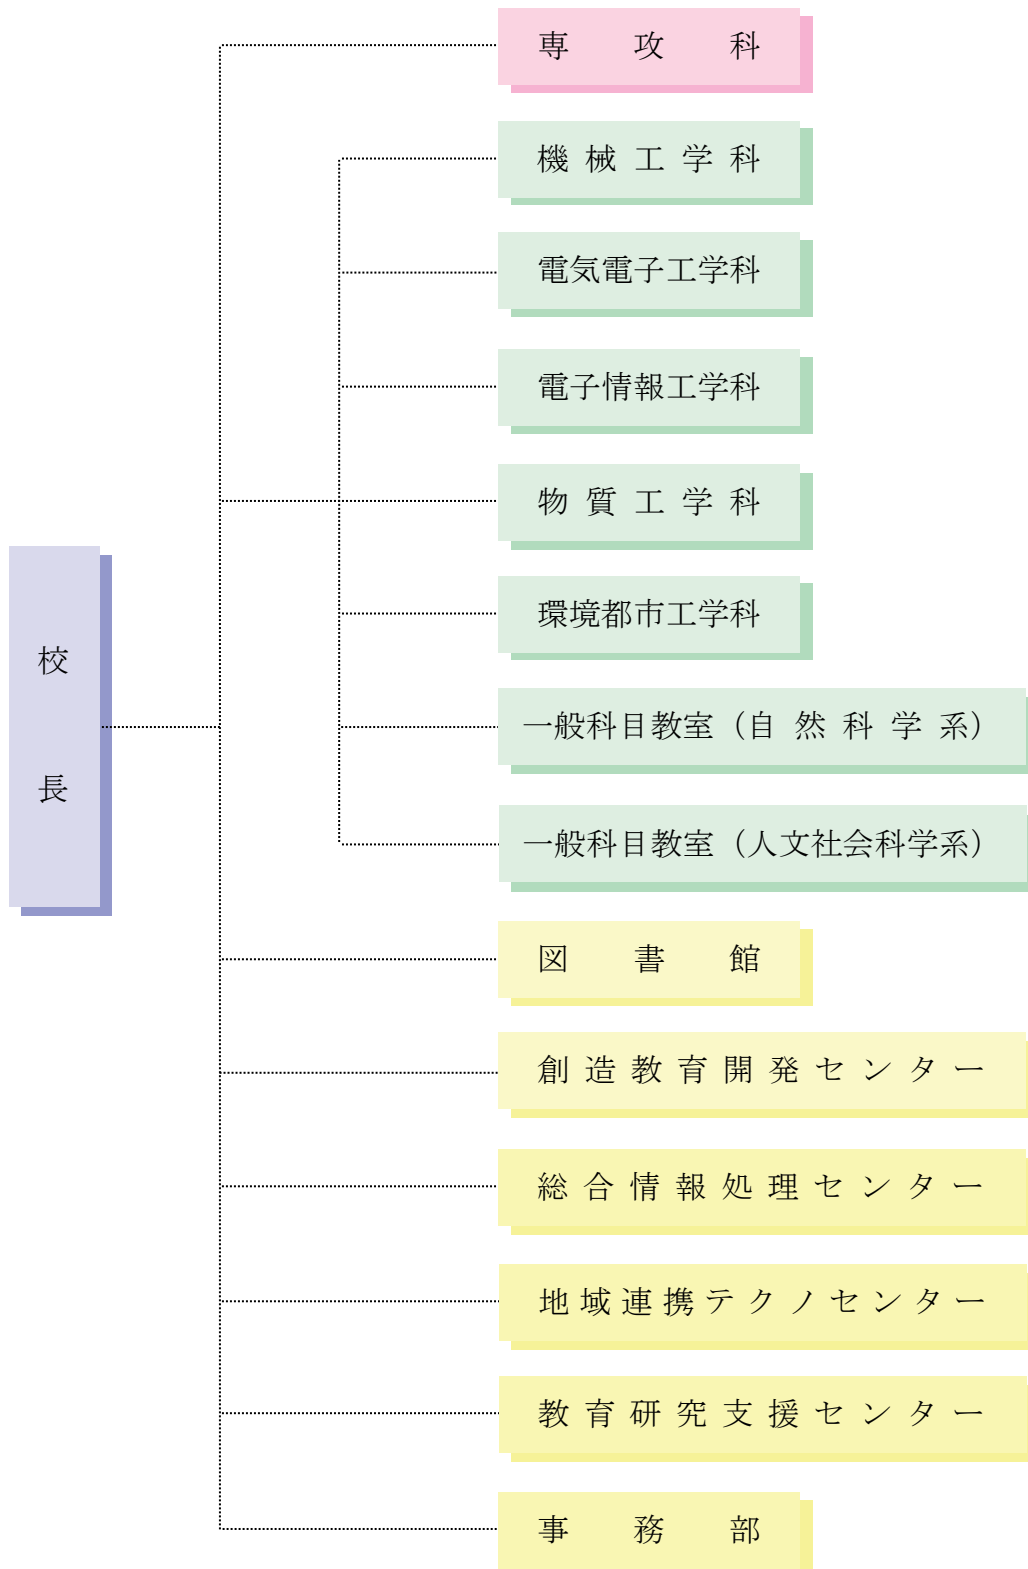 専攻科
機械工学科
電気電子工学科
電子情報工学科
物質工学科
環境都市工学科
校長
一般科目教室（自然科学系）
一般科目教室（人文社会科学系）
図書館
創造教育開発センター
総合情報処理センター
地域連携テクノセンター
教育研究支援センター
事務部